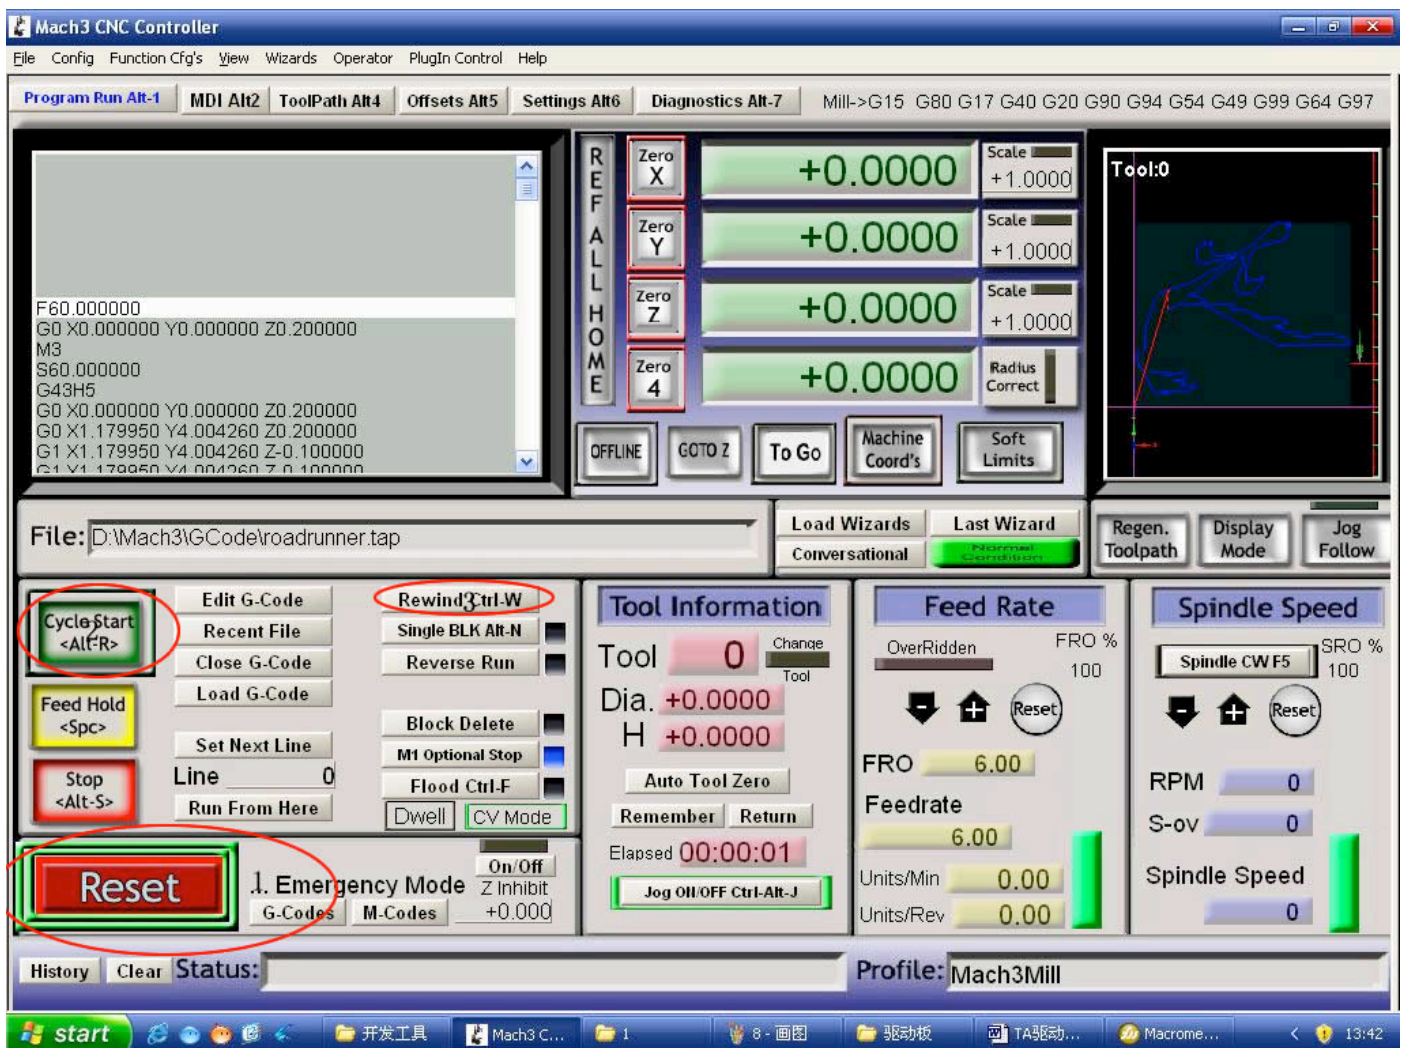 Mach3 CNC Controller
File Config Function Cfg's View Wizards Operator PlugIn Control Help
Program Run Alt-1 MDI Alt2 ToolPath Alt4 Offsets Alt5 Settings Alt6 Diagnostics Alt-7 Mill->G15 G80 G17 G40 G20 G90 G94 G54 G49 G99 G64 G97
F60.000000
G0 X0.000000 Y0.000000 Z0.200000
M3
S60.000000
G43H5
G0 X0.000000 Y0.000000 Z0.200000
G0 X1.179950 Y4.004260 Z0.200000
G1 X1.179950 Y4.004260 Z-0.100000
G1 X1.179950 Y4.004260 Z-0.100000
REF ALL HOME
Zero X +0.0000 Scale +1.0000
Zero Y +0.0000 Scale +1.0000
Zero Z +0.0000 Scale +1.0000
Zero 4 +0.0000 Radius Correct
OFFLINE GOTO Z To Go Machine Coord's Soft Limits
Tool:0
File: D:\Mach3\GCode\roadrunner.tap
Load Wizards Last Wizard
Conversational Normal Condition
Regen. Toolpath Display Mode Jog Follow
Cycle Start <Alt-R> 2
Feed Hold <Spc>
Stop <Alt-S>
Edit G-Code
Recent File
Close G-Code
Load G-Code
Set Next Line
Line 0
Run From Here
Rewind Ctrl-W 3
Single BLK Alt-N
Reverse Run
Block Delete
M1 Optional Stop
Flood Ctrl-F
Dwell CV Mode
Reset 1. Emergency Mode
G-Codes M-Codes
On/Off
Z Inhibit
+0.000
Tool Information
Tool 0 Change Tool
Dia. +0.0000
H +0.0000
Auto Tool Zero
Remember Return
Elapsed 00:00:01
Jog ON/OFF Ctrl-Alt-J
Feed Rate
OverRidden FRO %
100
Reset
FRO 6.00
Feedrate
6.00
Units/Min 0.00
Units/Rev 0.00
Spindle Speed
Spindle CW F5 SRO %
100
Reset
RPM 0
S-ov 0
Spindle Speed
0
History Clear Status:
Profile: Mach3Mill
start 开发工具 Mach3 C... 1 8 - 画图 驱动板 TA驱动... Macrome... 13:42